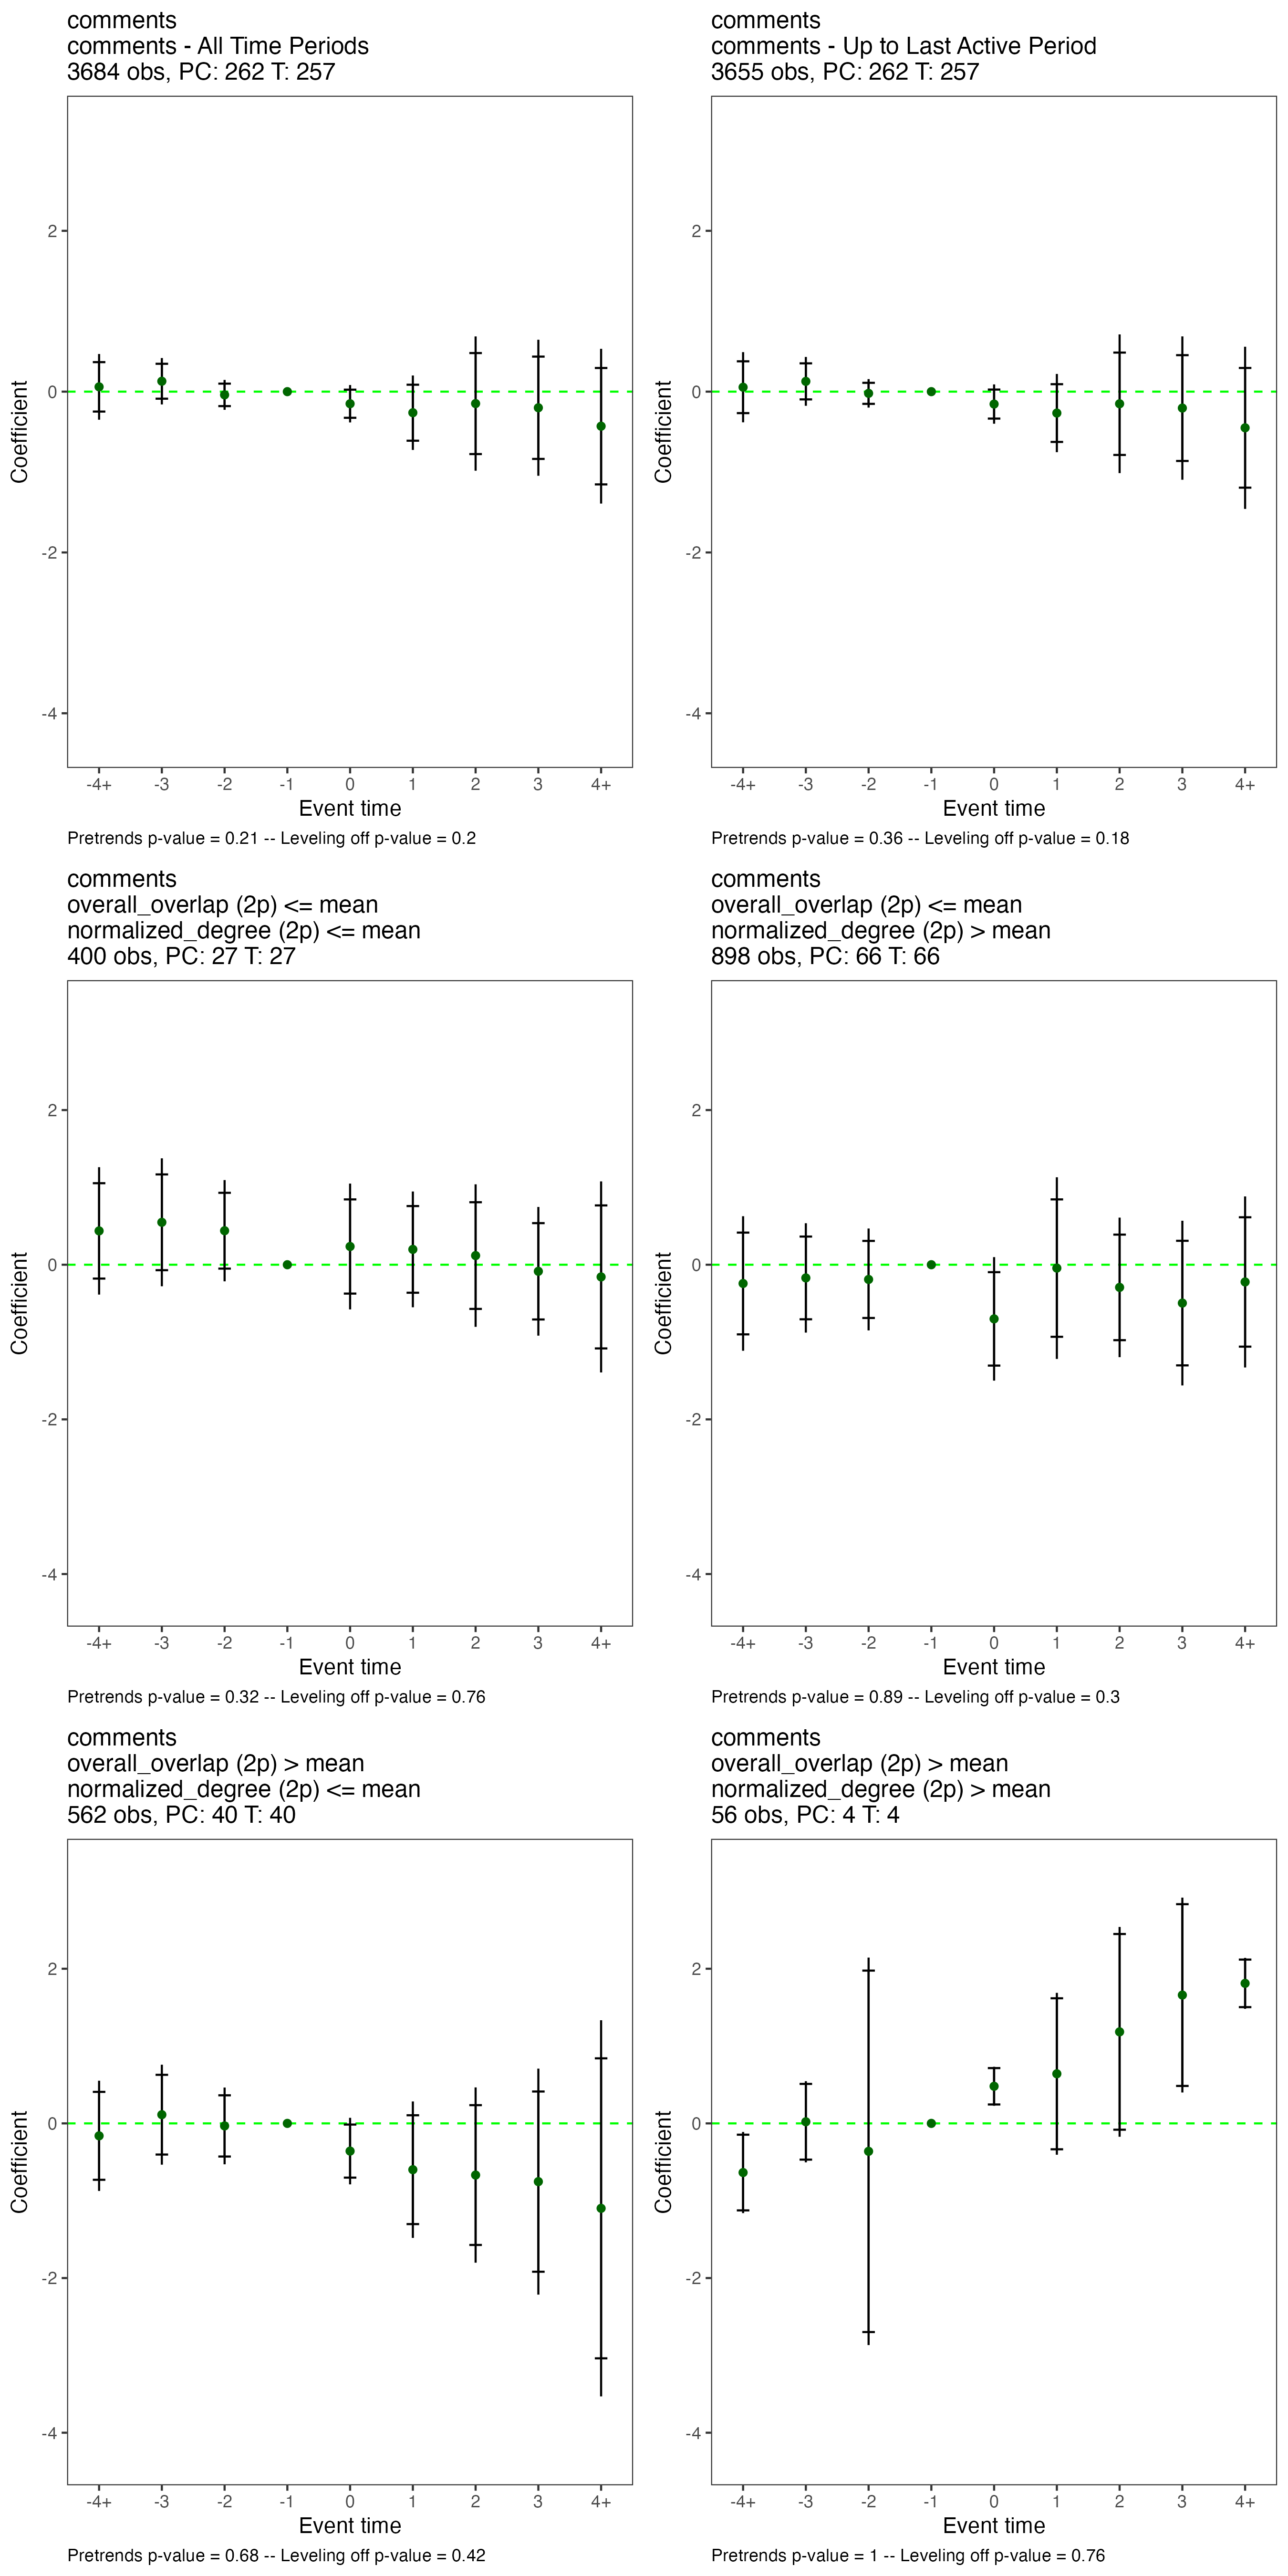 comments
comments - All Time Periods
3684 obs, PC: 262 T: 257
2
0
-2
-4
Coefficient
-4+ -3 -2 -1 0 1 2 3 4+
Event time
Pretrends p-value = 0.21 -- Leveling off p-value = 0.2
comments
comments - Up to Last Active Period
3655 obs, PC: 262 T: 257
2
0
-2
-4
Coefficient
-4+ -3 -2 -1 0 1 2 3 4+
Event time
Pretrends p-value = 0.36 -- Leveling off p-value = 0.18
comments
overall_overlap (2p) <= mean
normalized_degree (2p) <= mean
400 obs, PC: 27 T: 27
2
0
-2
-4
Coefficient
-4+ -3 -2 -1 0 1 2 3 4+
Event time
Pretrends p-value = 0.32 -- Leveling off p-value = 0.76
comments
overall_overlap (2p) <= mean
normalized_degree (2p) > mean
898 obs, PC: 66 T: 66
2
0
-2
-4
Coefficient
-4+ -3 -2 -1 0 1 2 3 4+
Event time
Pretrends p-value = 0.89 -- Leveling off p-value = 0.3
comments
overall_overlap (2p) > mean
normalized_degree (2p) <= mean
562 obs, PC: 40 T: 40
2
0
-2
-4
Coefficient
-4+ -3 -2 -1 0 1 2 3 4+
Event time
Pretrends p-value = 0.68 -- Leveling off p-value = 0.42
comments
overall_overlap (2p) > mean
normalized_degree (2p) > mean
56 obs, PC: 4 T: 4
2
0
-2
-4
Coefficient
-4+ -3 -2 -1 0 1 2 3 4+
Event time
Pretrends p-value = 1 -- Leveling off p-value = 0.76